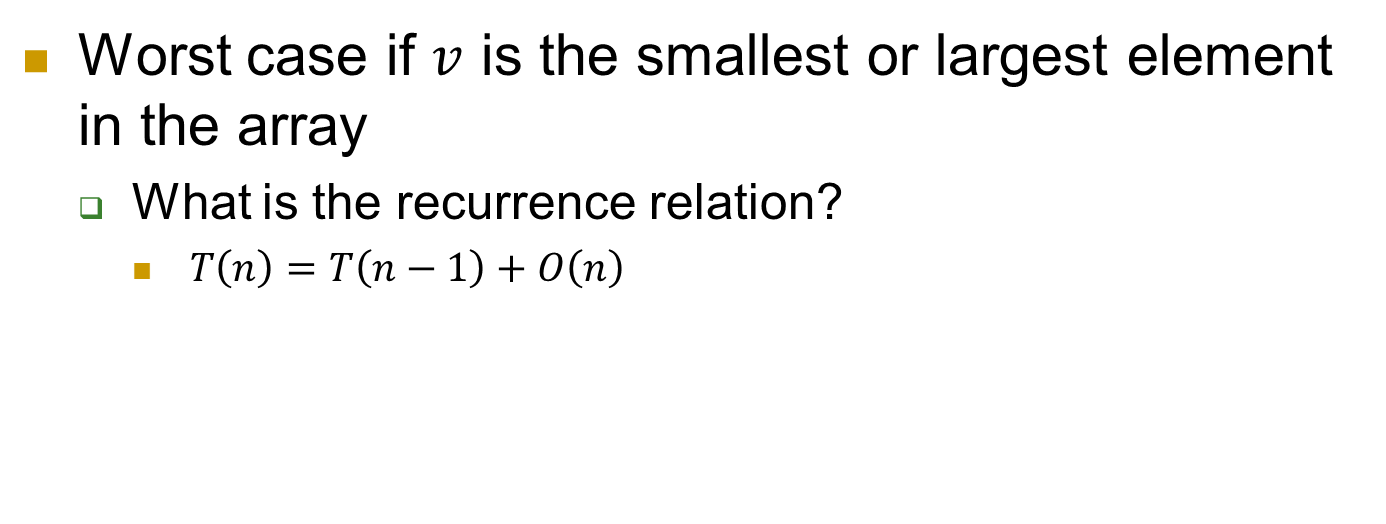 Worst case if 𝑣 is the smallest or largest element
in the array
What is the recurrence relation?
𝑇(𝑛) = 𝑇(𝑛 − 1) + 𝑂(𝑛)